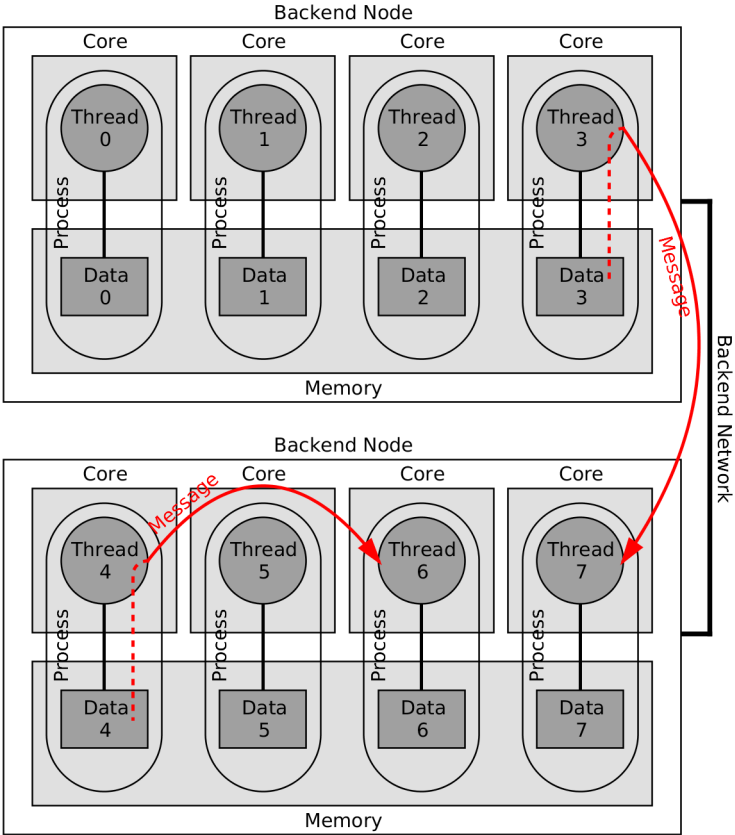 Backend Node
Core Core Core Core
Thread Thread Thread Thread
0 1 2 3
Process Process Process Process
Data Data Data Data
0 1 2 3
Message
Memory
Backend Network
Backend Node
Core Core Core Core
Message
Thread Thread Thread Thread
4 5 6 7
Process Process Process Process
Data Data Data Data
4 5 6 7
Memory